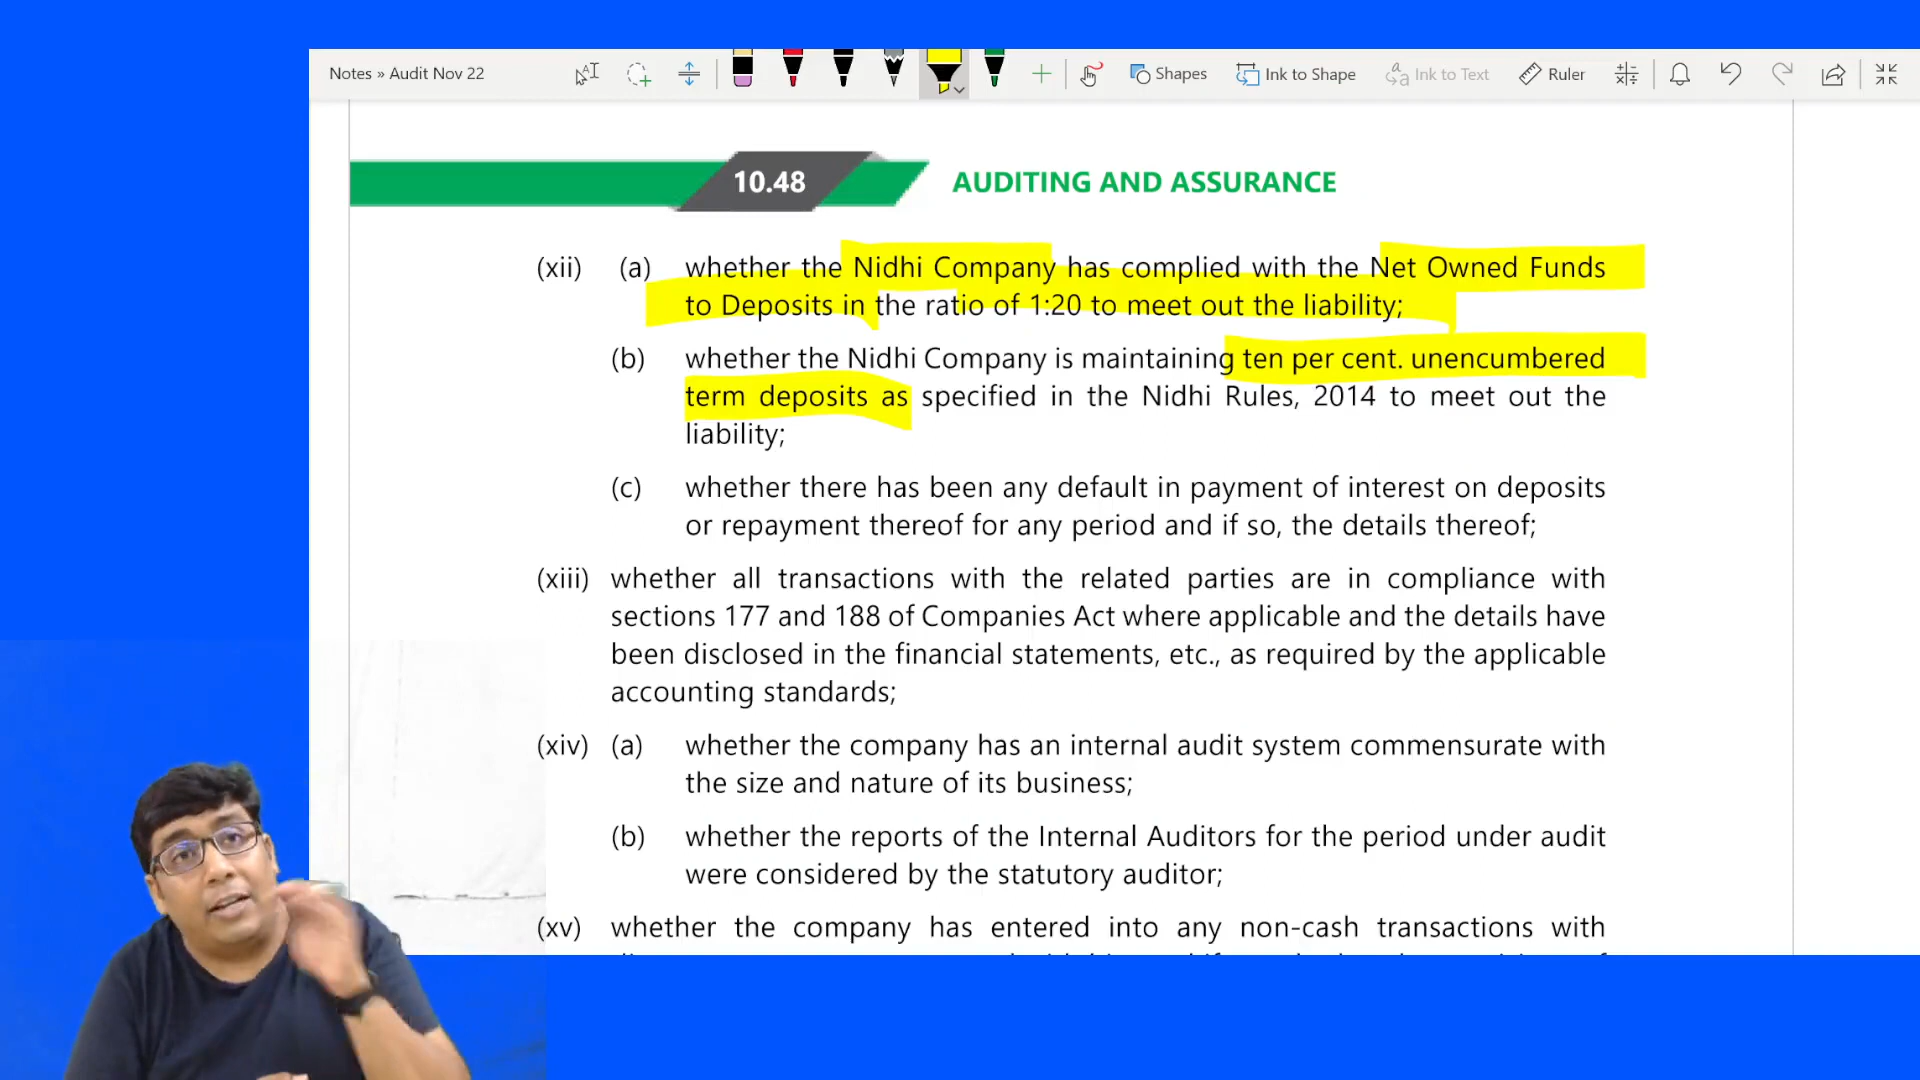 Notes » Audit Nov 22
Shapes
Ink to Shape
Ink to Text
Ruler
10.48
AUDITING AND ASSURANCE
(xii) (a) whether the Nidhi Company has complied with the Net Owned Funds
to Deposits in the ratio of 1:20 to meet out the liability;
(b) whether the Nidhi Company is maintaining ten per cent. unencumbered
term deposits as specified in the Nidhi Rules, 2014 to meet out the
liability;
(c) whether there has been any default in payment of interest on deposits
or repayment thereof for any period and if so, the details thereof;
(xiii) whether all transactions with the related parties are in compliance with
sections 177 and 188 of Companies Act where applicable and the details have
been disclosed in the financial statements, etc., as required by the applicable
accounting standards;
(xiv) (a) whether the company has an internal audit system commensurate with
the size and nature of its business;
(b) whether the reports of the Internal Auditors for the period under audit
were considered by the statutory auditor;
(xv) whether the company has entered into any non-cash transactions with